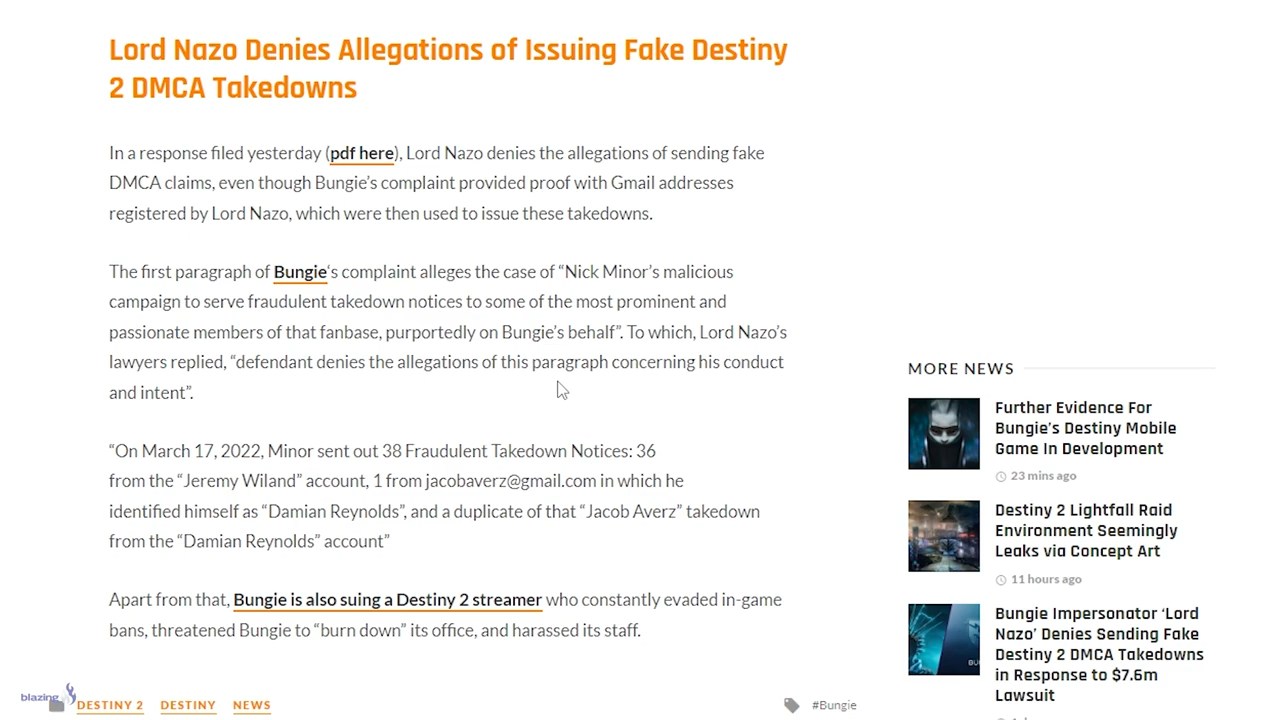 Lord Nazo Denies Allegations of Issuing Fake Destiny
2 DMCA Takedowns
In a response filed yesterday (pdf here), Lord Nazo denies the allegations of sending fake
DMCA claims, even though Bungie’s complaint provided proof with Gmail addresses
registered by Lord Nazo, which were then used to issue these takedowns.
The first paragraph of Bungie‘s complaint alleges the case of “Nick Minor’s malicious
campaign to serve fraudulent takedown notices to some of the most prominent and
passionate members of that fanbase, purportedly on Bungie’s behalf”. To which, Lord Nazo’s
lawyers replied, “defendant denies the allegations of this paragraph concerning his conduct
and intent”.
“On March 17, 2022, Minor sent out 38 Fraudulent Takedown Notices: 36
from the “Jeremy Wiland” account, 1 from jacobaverz@gmail.com in which he
identified himself as “Damian Reynolds”, and a duplicate of that “Jacob Averz” takedown
from the “Damian Reynolds” account”
Apart from that, Bungie is also suing a Destiny 2 streamer who constantly evaded in-game
bans, threatened Bungie to “burn down” its office, and harassed its staff.
blazing
DESTINY 2 DESTINY NEWS
#Bungie
MORE NEWS
Further Evidence For
Bungie’s Destiny Mobile
Game In Development
23 mins ago
Destiny 2 Lightfall Raid
Environment Seemingly
Leaks via Concept Art
11 hours ago
Bungie Impersonator ‘Lord
Nazo’ Denies Sending Fake
Destiny 2 DMCA Takedowns
in Response to $7.6m
Lawsuit